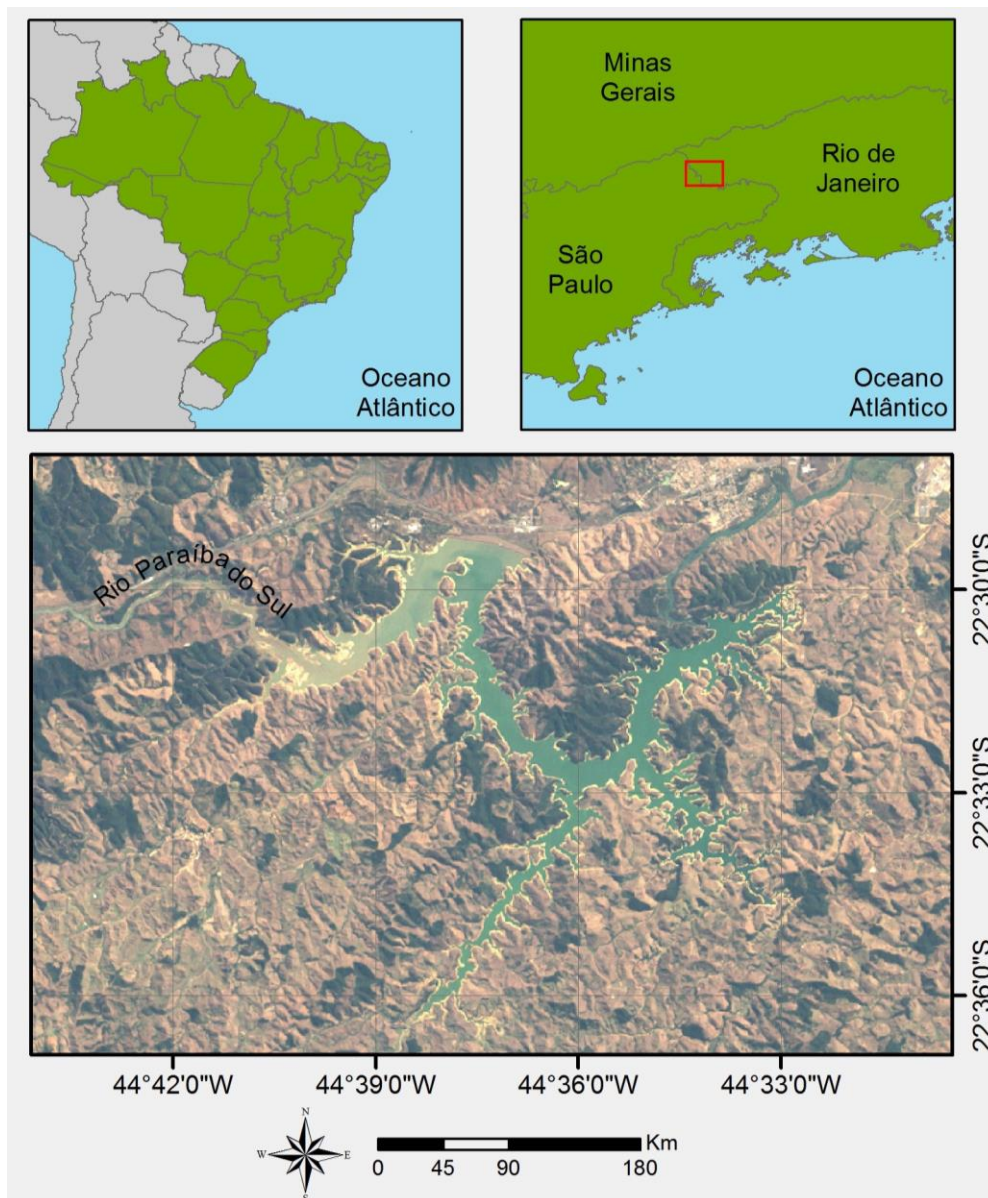 Minas
Gerais
Rio de
Janeiro
São
Paulo
Oceano
Atlântico
Oceano
Atlântico
Rio Paraíba do Sul
22°30'0"S
22°33'0"S
22°36'0"S
44°42'0"W 44°39'0"W 44°36'0"W 44°33'0"W
N
W E
S
Km
0 45 90 180